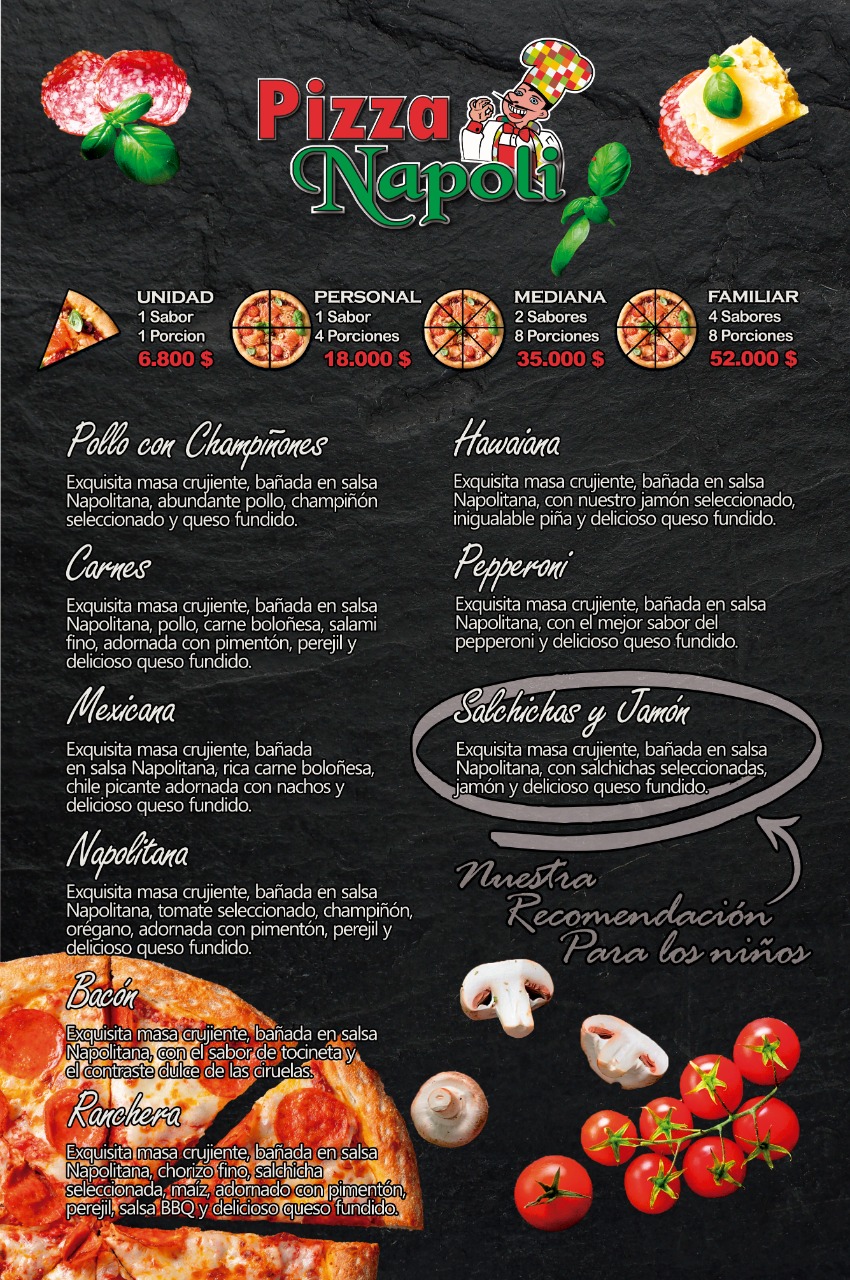 Pizza
Napoli
UNIDAD
1 Sabor
1 Porcion
6.800 $
PERSONAL
1 Sabor
4 Porciones
18.000 $
MEDIANA
2 Sabores
8 Porciones
35.000 $
FAMILIAR
4 Sabores
8 Porciones
52.000 $
Pollo con Champiñones
Exquisita masa crujiente, bañada en salsa
Napolitana, abundante pollo, champiñón
seleccionado y queso fundido.
Carnes
Exquisita masa crujiente, bañada en salsa
Napolitana, pollo, carne boloñesa, salami
fino, adornada con pimentón, perejil y
delicioso queso fundido.
Mexicana
Exquisita masa crujiente, bañada
en salsa Napolitana, rica carne boloñesa,
chile picante adornada con nachos y
delicioso queso fundido.
Napolitana
Exquisita masa crujiente, bañada en salsa
Napolitana, tomate seleccionado, champiñón,
orégano, adornada con pimentón, perejil y
delicioso queso fundido.
Bacón
Exquisita masa crujiente, bañada en salsa
Napolitana, con el sabor de tocineta y
el contraste dulce de las ciruelas.
Ranchera
Exquisita masa crujiente, bañada en salsa
Napolitana, chorizo fino, salchicha
seleccionada, maíz, adornado con pimentón,
perejil, salsa BBQ y delicioso queso fundido.
Hawaiana
Exquisita masa crujiente, bañada en salsa
Napolitana, con nuestro jamón seleccionado,
inigualable piña y delicioso queso fundido.
Pepperoni
Exquisita masa crujiente, bañada en salsa
Napolitana, con el mejor sabor del
pepperoni y delicioso queso fundido.
Salchichas y Jamón
Exquisita masa crujiente, bañada en salsa
Napolitana, con salchichas seleccionadas,
jamón y delicioso queso fundido.
Nuestra
Recomendación
Para los niños